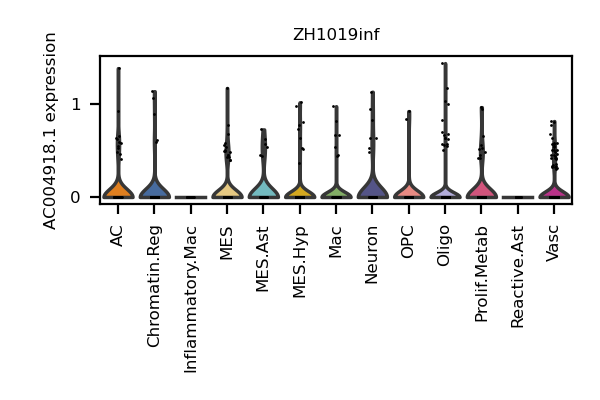 ZH1019inf
AC004918.1 expression
1
0
AC
Chromatin.Reg
Inflammatory.Mac
MES
MES.Ast
MES.Hyp
Mac
Neuron
OPC
Oligo
Prolif.Metab
Reactive.Ast
Vasc